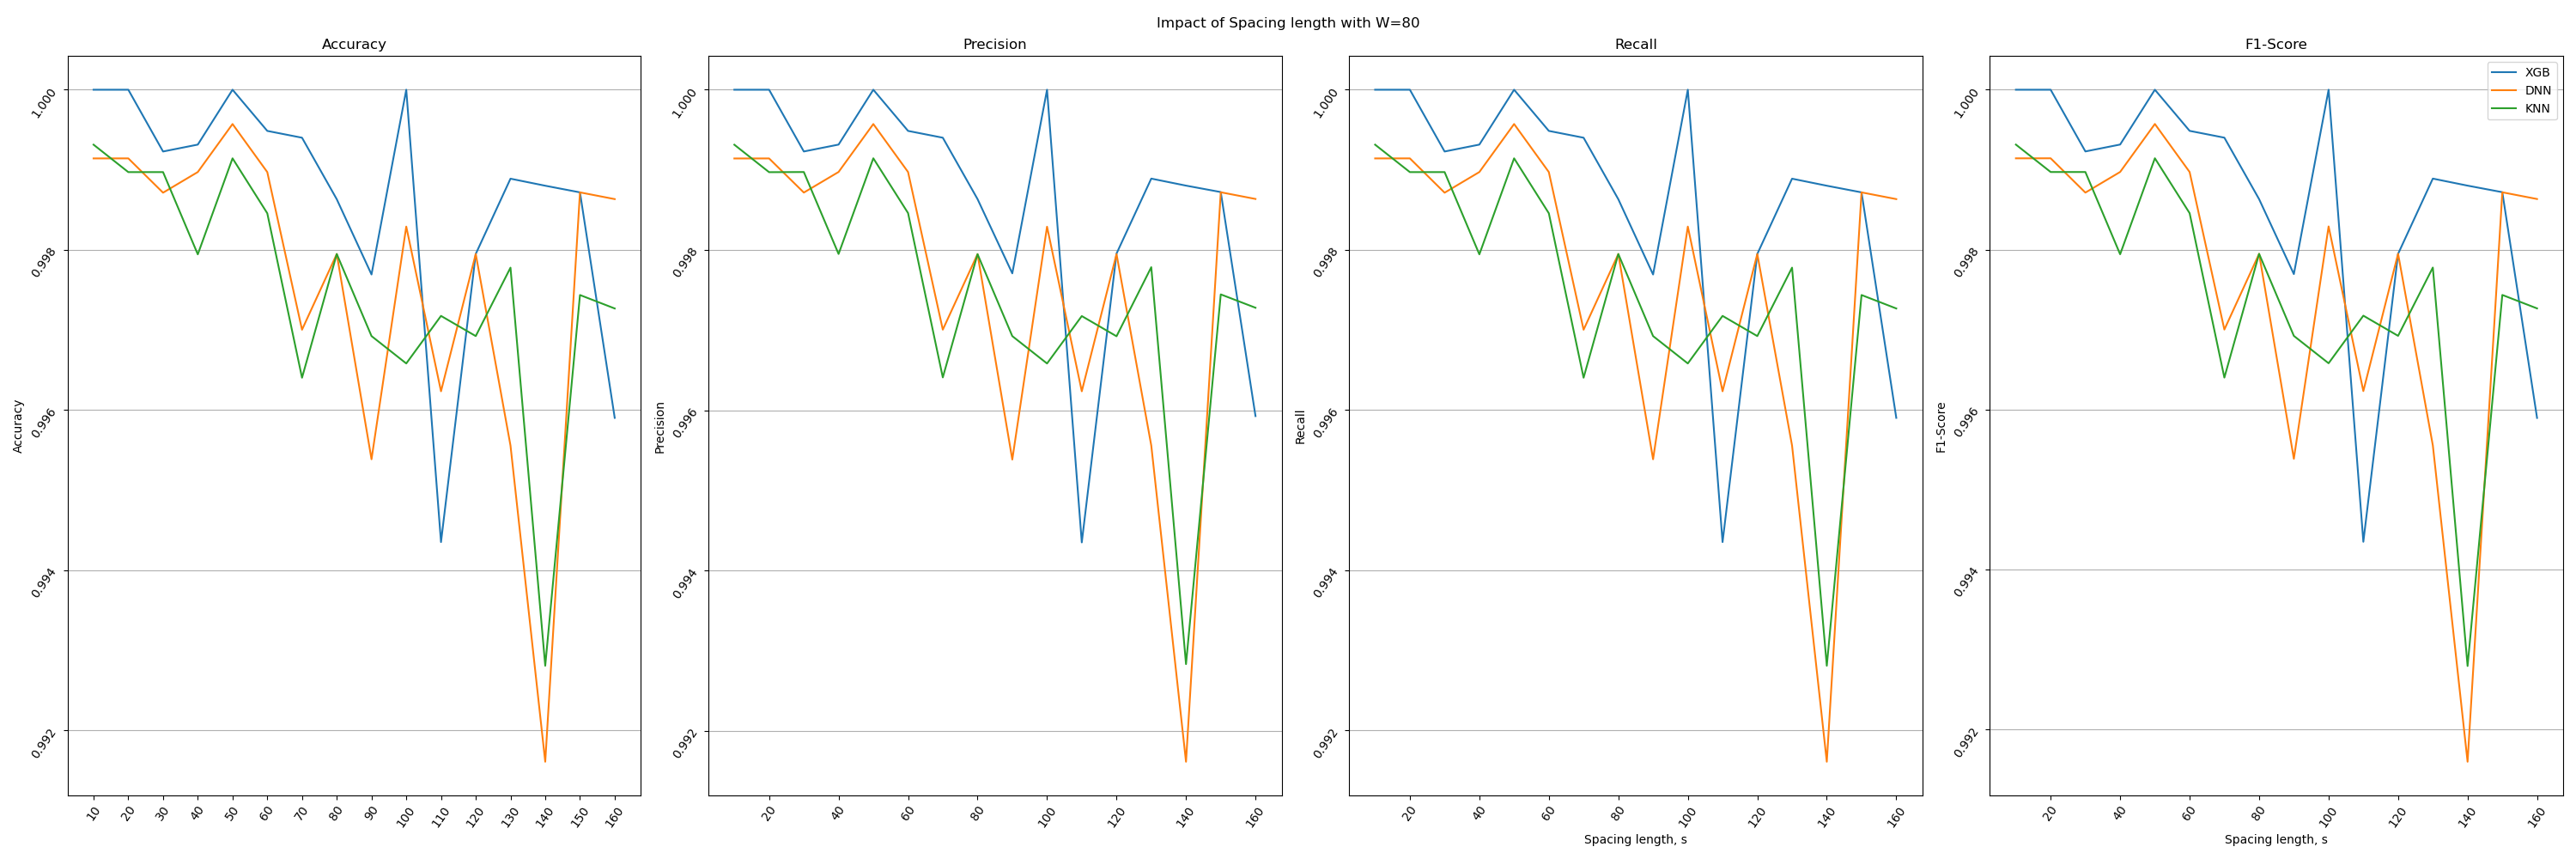 Impact of Spacing length with W=80
Accuracy
Accuracy
1.000
0.998
0.996
0.994
0.992
10 20 30 40 50 60 70 80 90 100 110 120 130 140 150 160
Precision
Precision
1.000
0.998
0.996
0.994
0.992
20 40 60 80 100 120 140 160
Recall
Recall
1.000
0.998
0.996
0.994
0.992
20 40 60 80 100 120 140 160
Spacing length, s
F1-Score
F1-Score
1.000
0.998
0.996
0.994
0.992
20 40 60 80 100 120 140 160
Spacing length, s
XGB
DNN
KNN